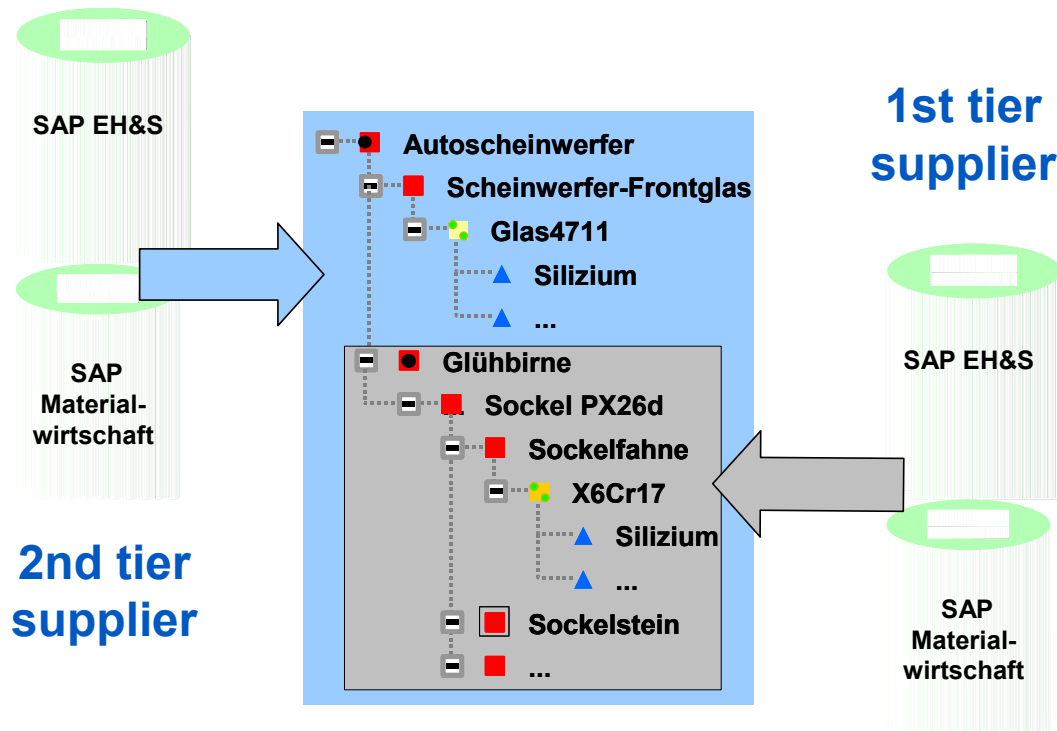 SAP EH&S
SAP
Material-
wirtschaft
2nd tier
supplier
Autoscheinwerfer
Scheinwerfer-Frontglas
Glas4711
Silizium
...
Glühbirne
... Sockel PX26d
Sockelfahne
X6Cr17
Silizium
...
Sockelstein
...
1st tier
supplier
SAP EH&S
SAP
Material-
wirtschaft